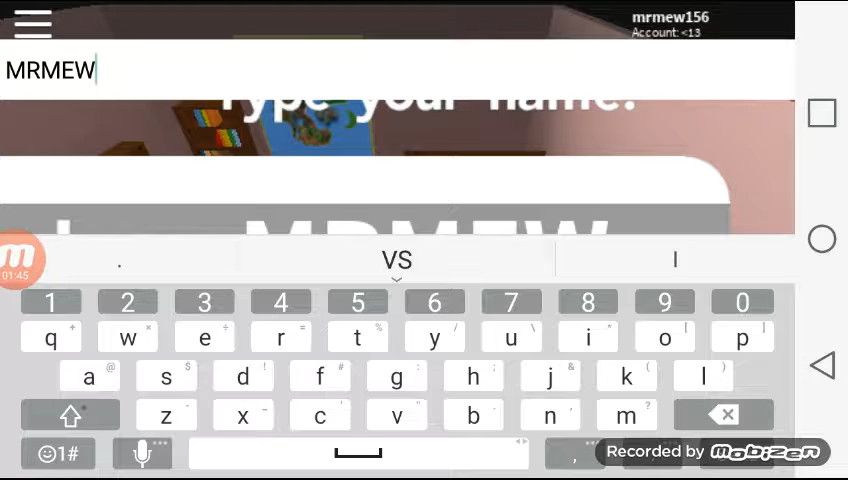 mrmew156
Account: <13
MRMEW
Type your name:
MRMEW
01:45
. VS I
1 2 3 4 5 6 7 8 9 0
q w e r t y u i o p
a s d f g h j k l
z x c v b n m
1#
,
Recorded by mobizen